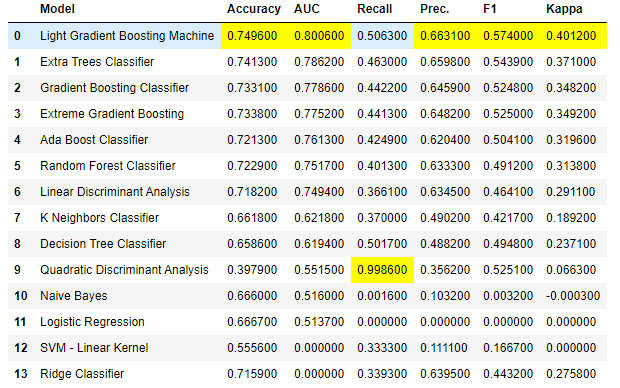 Model Accuracy AUC Recall Prec. F1 Kappa
0 Light Gradient Boosting Machine 0.749600 0.800600 0.506300 0.663100 0.574000 0.401200
1 Extra Trees Classifier 0.741300 0.786200 0.463000 0.659800 0.543900 0.371000
2 Gradient Boosting Classifier 0.733100 0.778600 0.442200 0.645900 0.524800 0.348200
3 Extreme Gradient Boosting 0.733800 0.775200 0.441300 0.648200 0.525000 0.349200
4 Ada Boost Classifier 0.721300 0.761300 0.424900 0.620400 0.504100 0.319600
5 Random Forest Classifier 0.722900 0.751700 0.401300 0.633300 0.491200 0.313800
6 Linear Discriminant Analysis 0.718200 0.749400 0.366100 0.634500 0.464100 0.291100
7 K Neighbors Classifier 0.661800 0.621800 0.370000 0.490200 0.421700 0.189200
8 Decision Tree Classifier 0.658600 0.619400 0.501700 0.488200 0.494800 0.237100
9 Quadratic Discriminant Analysis 0.397900 0.551500 0.998600 0.356200 0.525100 0.066300
10 Naive Bayes 0.666000 0.516000 0.001600 0.103200 0.003200 -0.000300
11 Logistic Regression 0.666700 0.513700 0.000000 0.000000 0.000000 0.000000
12 SVM - Linear Kernel 0.555600 0.000000 0.333300 0.111100 0.166700 0.000000
13 Ridge Classifier 0.715900 0.000000 0.339300 0.639500 0.443200 0.275800